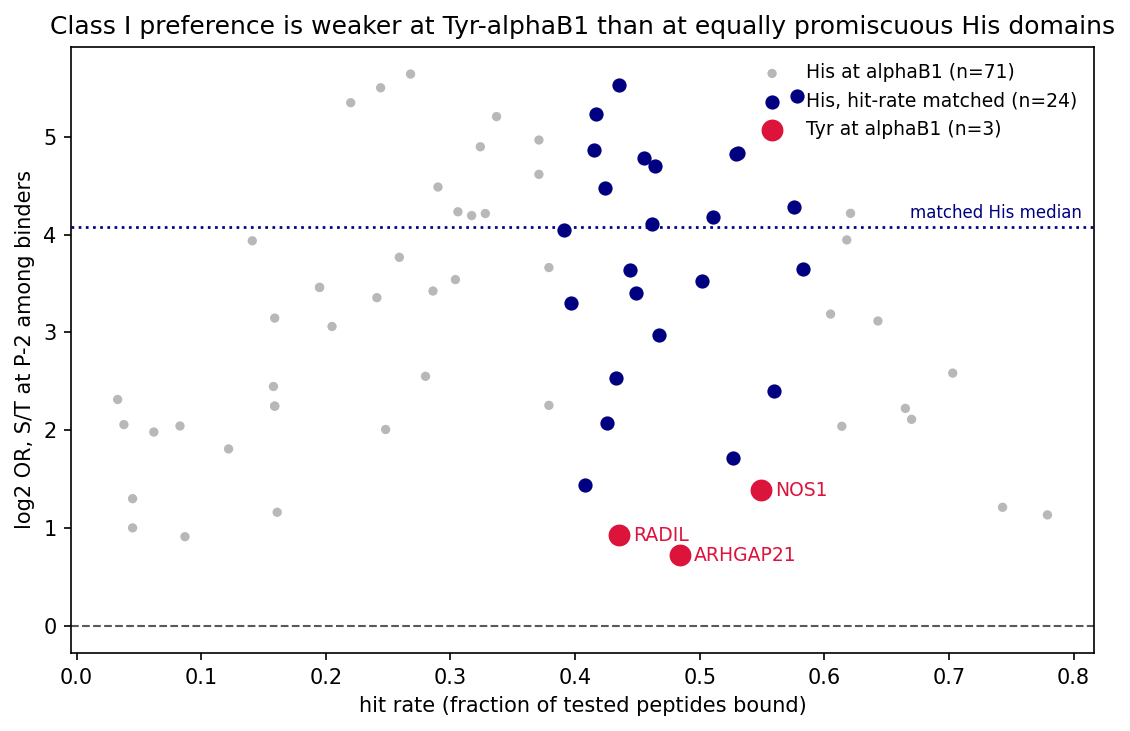 Class I preference is weaker at Tyr-alphaB1 than at equally promiscuous His domains
log2 OR, S/T at P-2 among binders
5
4
3
2
1
0
His at alphaB1 (n=71)
His, hit-rate matched (n=24)
Tyr at alphaB1 (n=3)
matched His median
NOS1
RADIL
ARHGAP21
0.0 0.1 0.2 0.3 0.4 0.5 0.6 0.7 0.8
hit rate (fraction of tested peptides bound)